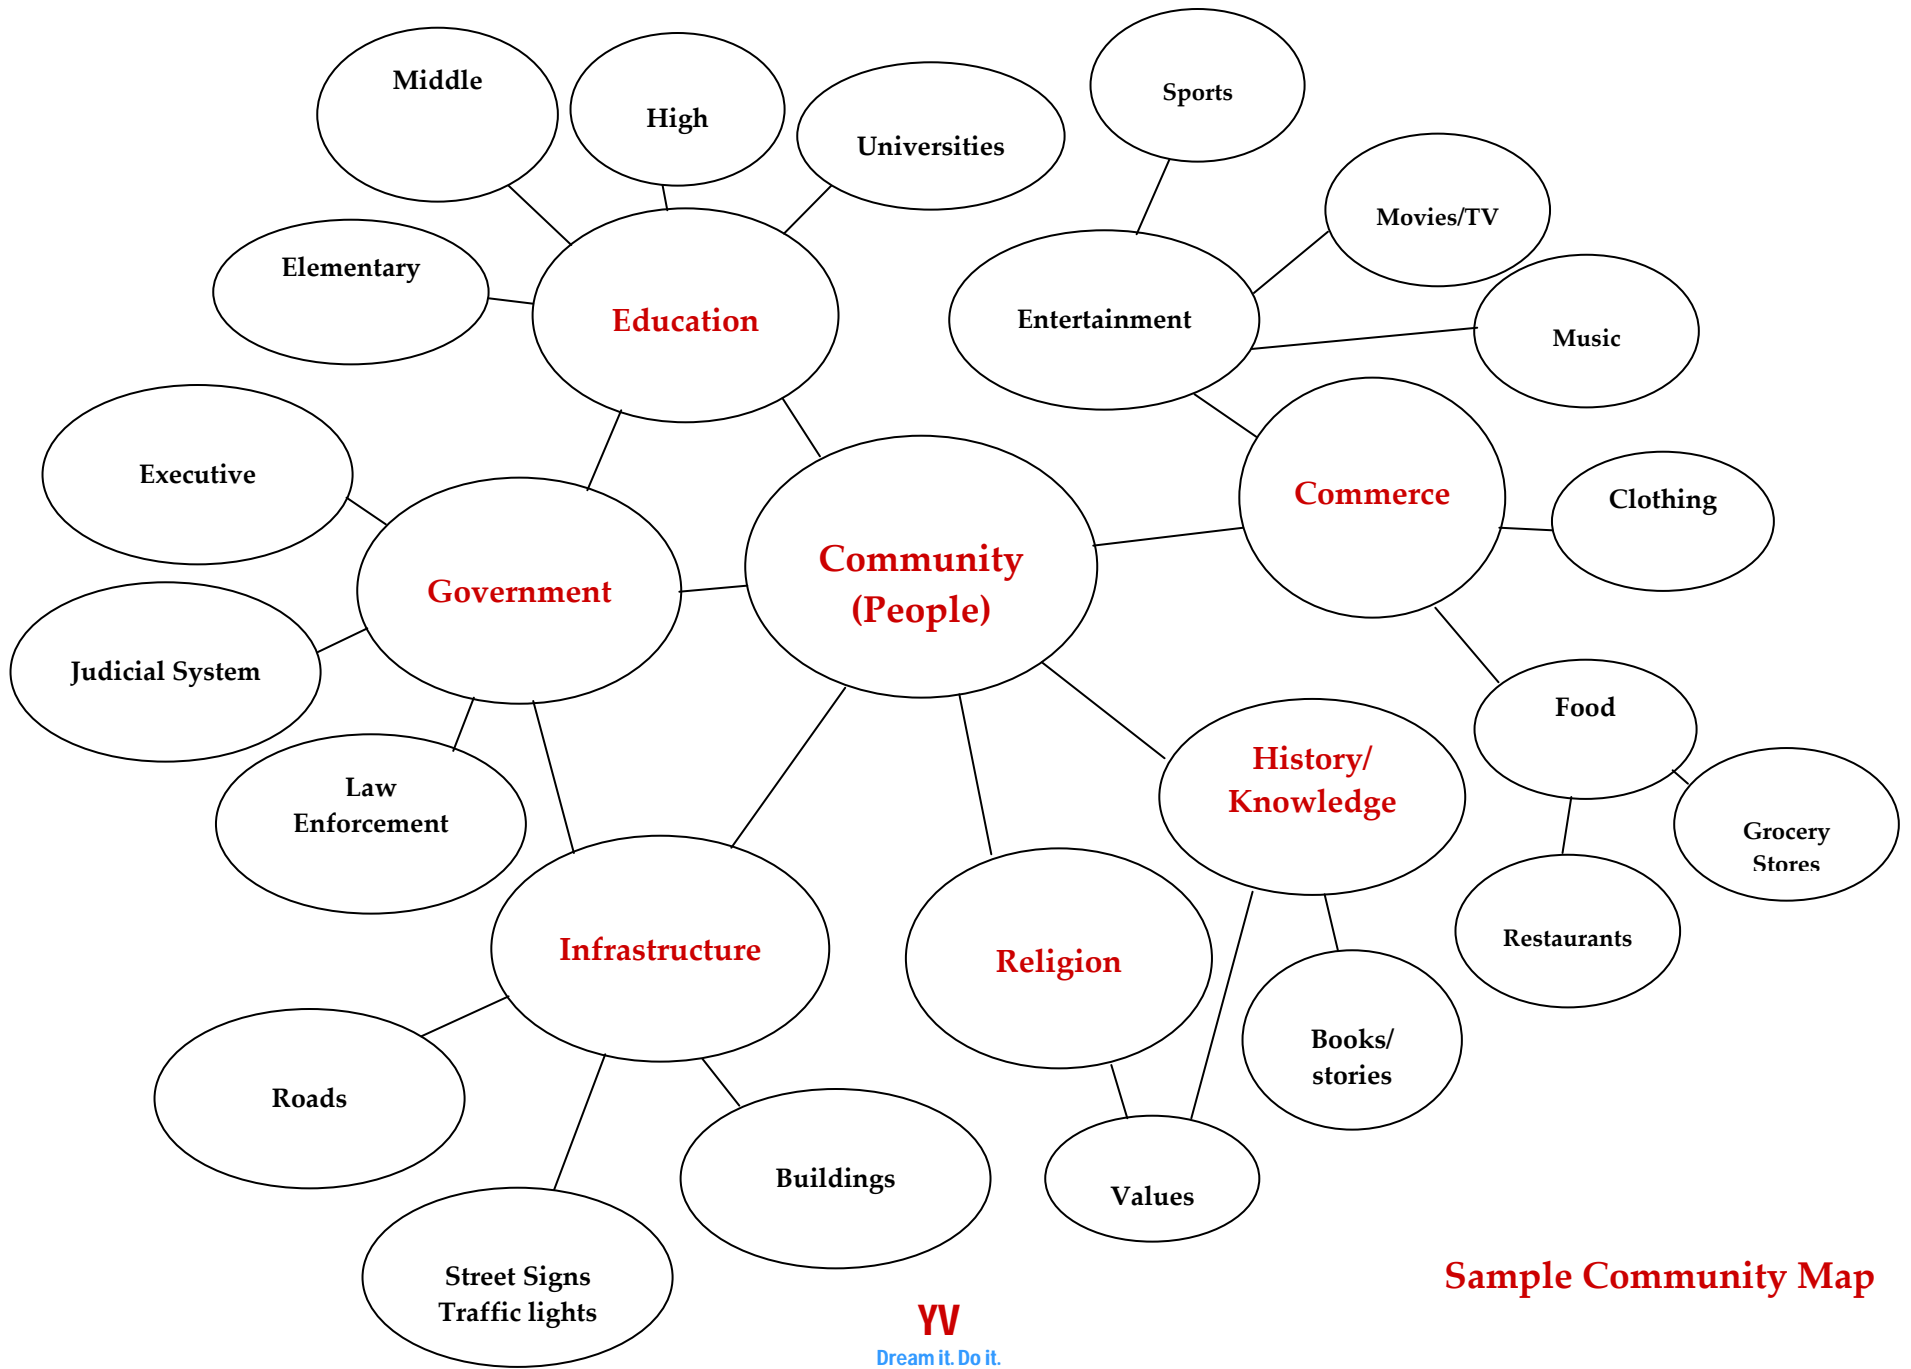 Middle
High
Universities
Sports
Movies/TV
Elementary
Education
Entertainment
Music
Executive
Commerce
Clothing
Government
Community
(People)
Judicial System
Food
Law
Enforcement
History/
Knowledge
Grocery
Stores
Infrastructure
Religion
Restaurants
Roads
Books/
stories
Buildings
Values
Street Signs
Traffic lights
Sample Community Map
YV
Dream it. Do it.